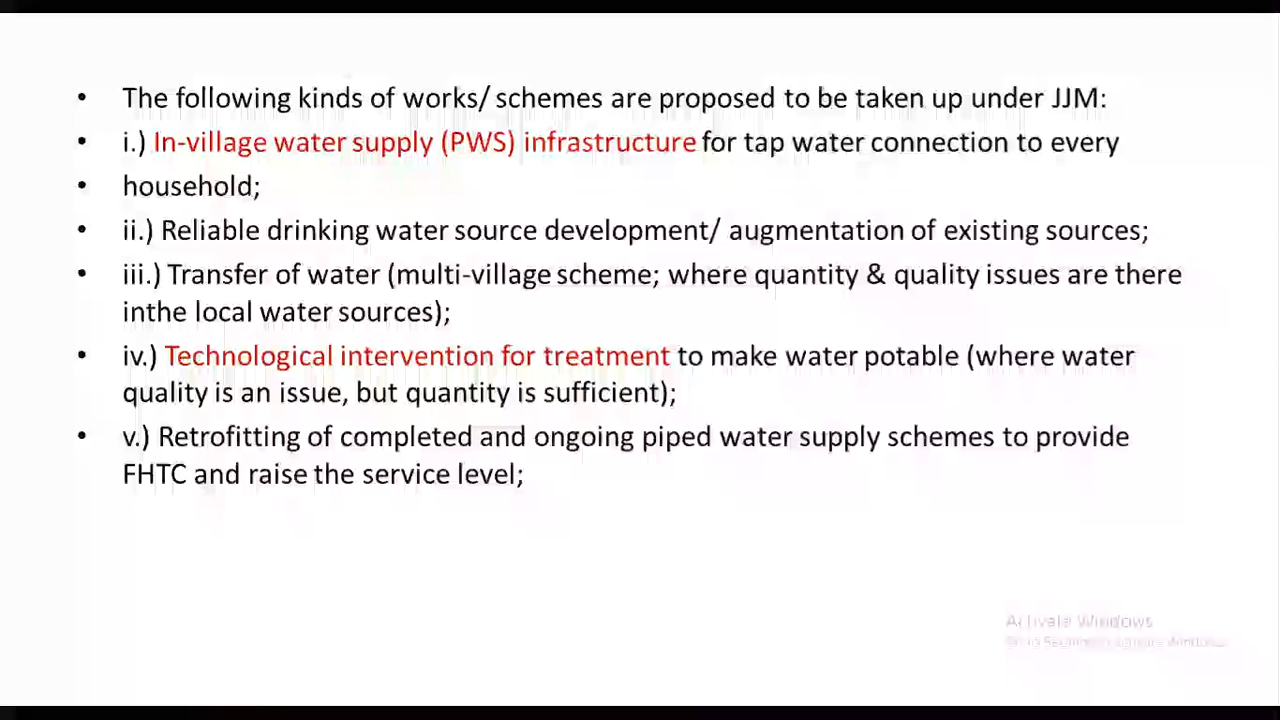 • The following kinds of works/ schemes are proposed to be taken up under JJM:
• i.) In-village water supply (PWS) infrastructure for tap water connection to every
• household;
• ii.) Reliable drinking water source development/ augmentation of existing sources;
• iii.) Transfer of water (multi-village scheme; where quantity & quality issues are there
inthe local water sources);
• iv.) Technological intervention for treatment to make water potable (where water
quality is an issue, but quantity is sufficient);
• v.) Retrofitting of completed and ongoing piped water supply schemes to provide
FHTC and raise the service level;
Activate Windows